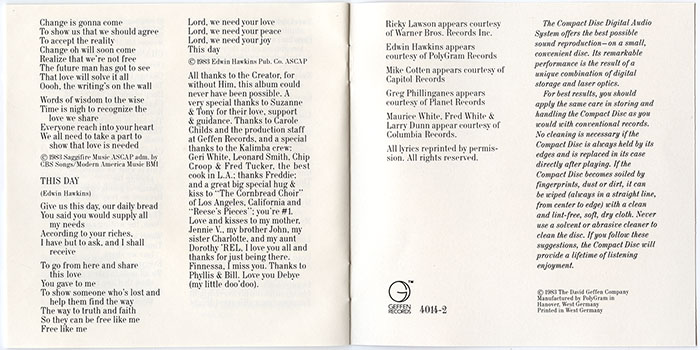 Change is gonna come
To show us that we should agree
To accept the reality
Change oh will soon come
Realize that we're not free
The future man has got to see
That love will solve it all
Oooh, the writing's on the wall
Words of wisdom to the wise
Time is nigh to recognize the
love we share
Everyone reach into your heart
We all need to take a part to
show that love is needed
© 1983 Saggifire Music ASCAP adm. by
CBS Songs/Modern America Music BMI
THIS DAY
(Edwin Hawkins)
Give us this day, our daily bread
You said you would supply all
my needs
According to your riches,
I have but to ask, and I shall
receive
To go from here and share
this love
You gave to me
To show someone who's lost and
help them find the way
The way to truth and faith
So they can be free like me
Free like me
Lord, we need your love
Lord, we need your peace
Lord, we need your joy
This day
© 1983 Edwin Hawkins Pub. Co. ASCAP
All thanks to the Creator, for
without Him, this album could
never have been possible. A
very special thanks to Suzanne
& Tony for their love, support
& guidance. Thanks to Carole
Childs and the production staff
at Geffen Records, and a special
thanks to the Kalimba crew:
Geri White, Leonard Smith, Chip
Croop & Fred Tucker, the best
cook in L.A.; thanks Freddie;
and a great big special hug &
kiss to "The Cornbread Choir"
of Los Angeles, California and
"Reese's Pieces"; you're #1.
Love and kisses to my mother,
Jennie V., my brother John, my
sister Charlotte, and my aunt
Dorothy 'REL, I love you all and
thanks for just being there.
Finnessa, I miss you. Thanks to
Phyllis & Bill. Love you Debye
(my little doo'doo).
Ricky Lawson appears courtesy
of Warner Bros. Records Inc.
Edwin Hawkins appears
courtesy of PolyGram Records
Mike Cotten appears courtesy of
Capitol Records
Greg Phillinganes appears
courtesy of Planet Records
Maurice White, Fred White &
Larry Dunn appear courtesy of
Columbia Records.
All lyrics reprinted by permis-
sion. All rights reserved.
GEFFEN
RECORDS
4014-2
The Compact Disc Digital Audio
System offers the best possible
sound reproduction—on a small,
convenient disc. Its remarkable
performance is the result of a
unique combination of digital
storage and laser optics.
For best results, you should
apply the same care in storing and
handling the Compact Disc as you
would with conventional records.
No cleaning is necessary if the
Compact Disc is always held by its
edges and is replaced in its case
directly after playing. If the
Compact Disc becomes soiled by
fingerprints, dust or dirt, it can
be wiped (always in a straight line,
from center to edge) with a clean
and lint-free, soft, dry cloth. Never
use a solvent or abrasive cleaner to
clean the disc. If you follow these
suggestions, the Compact Disc will
provide a lifetime of listening
enjoyment.
© 1983 The David Geffen Company
Manufactured by PolyGram in
Hanover, West Germany
Printed in West Germany